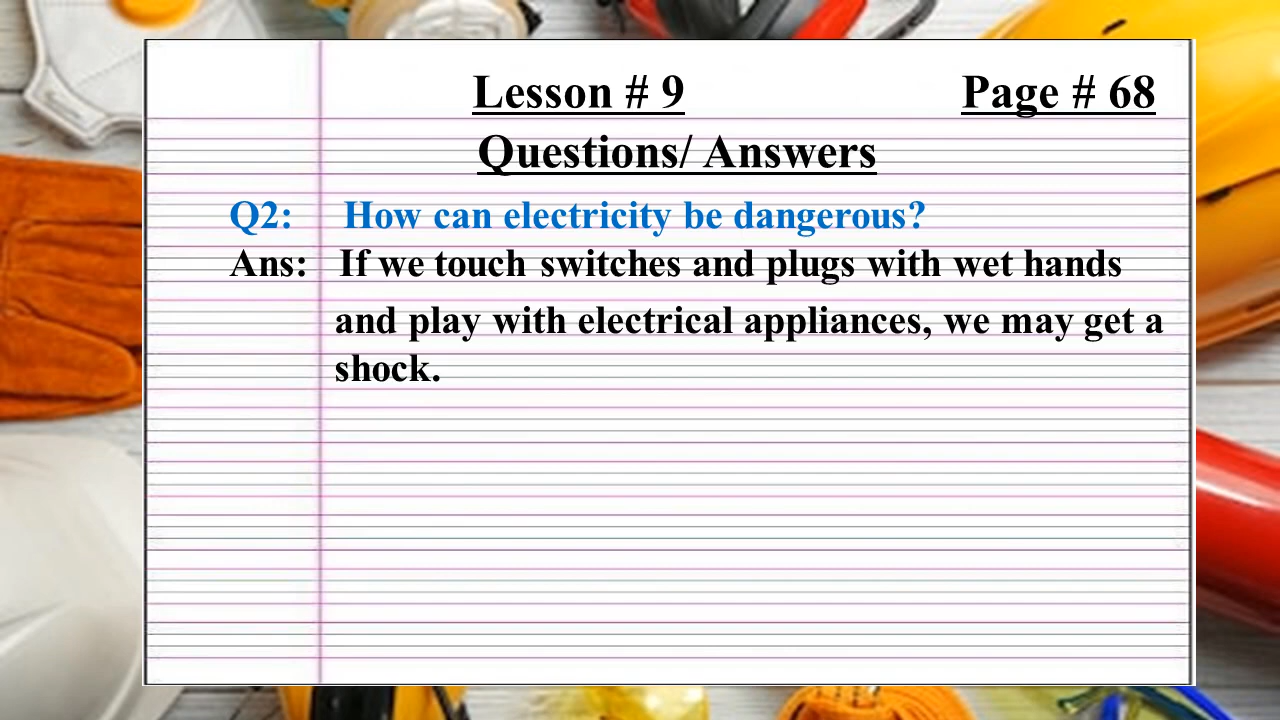 Lesson # 9 Page # 68
Questions/ Answers
Q2: How can electricity be dangerous?
Ans: If we touch switches and plugs with wet hands
and play with electrical appliances, we may get a
shock.